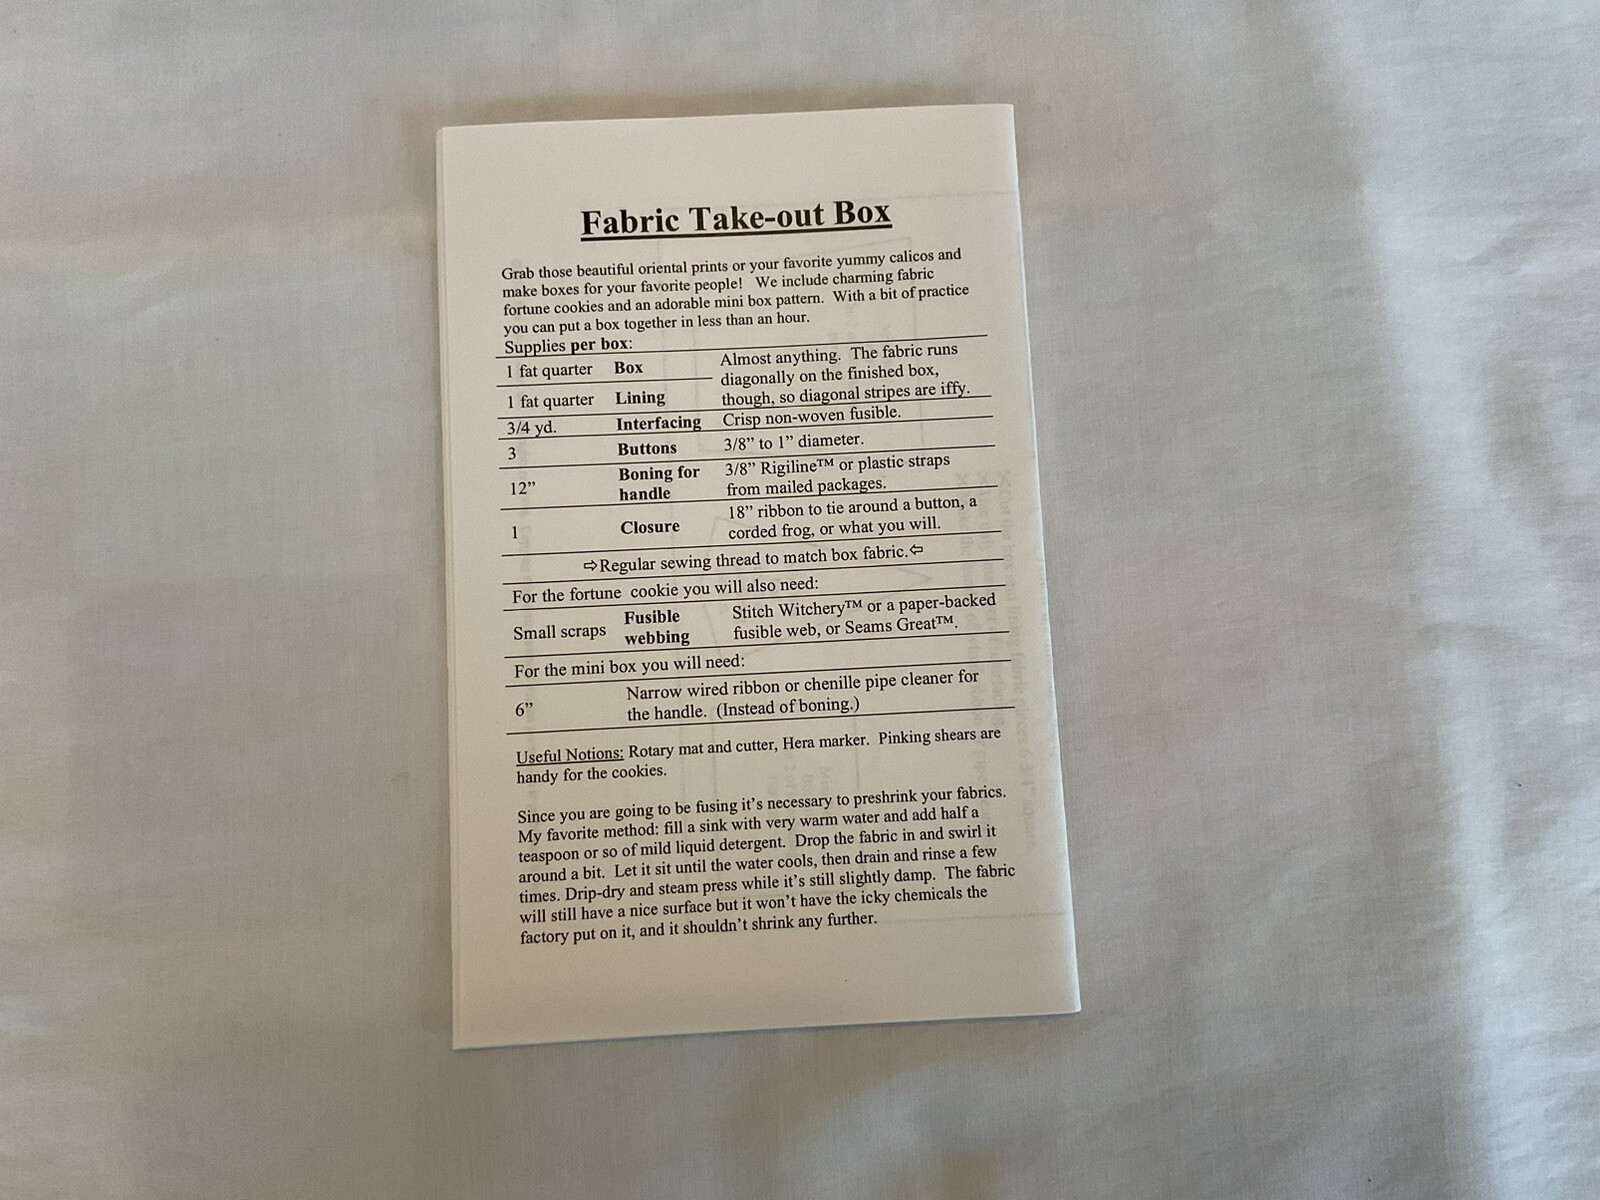 Fabric Take-out Box
Grab those beautiful oriental prints or your favorite yummy calicos and
make boxes for your favorite people! We include charming fabric
fortune cookies and an adorable mini box pattern. With a bit of practice
you can put a box together in less than an hour.
Supplies per box:
1 fat quarter Box Almost anything. The fabric runs
diagonally on the finished box,
1 fat quarter Lining though, so diagonal stripes are iffy.
3/4 yd. Interfacing Crisp non-woven fusible.
3 Buttons 3/8” to 1” diameter.
12” Boning for handle 3/8” Rigiline™ or plastic straps
from mailed packages.
1 Closure 18” ribbon to tie around a button, a
corded frog, or what you will.
⇨Regular sewing thread to match box fabric.⇦
For the fortune cookie you will also need:
Small scraps Fusible webbing Stitch Witchery™ or a paper-backed
fusible web, or Seams Great™.
For the mini box you will need:
6” Narrow wired ribbon or chenille pipe cleaner for
the handle. (Instead of boning.)
Useful Notions: Rotary mat and cutter, Hera marker. Pinking shears are
handy for the cookies.
Since you are going to be fusing it’s necessary to preshrink your fabrics.
My favorite method: fill a sink with very warm water and add half a
teaspoon or so of mild liquid detergent. Drop the fabric in and swirl it
around a bit. Let it sit until the water cools, then drain and rinse a few
times. Drip-dry and steam press while it’s still slightly damp. The fabric
will still have a nice surface but it won’t have the icky chemicals the
factory put on it, and it shouldn’t shrink any further.